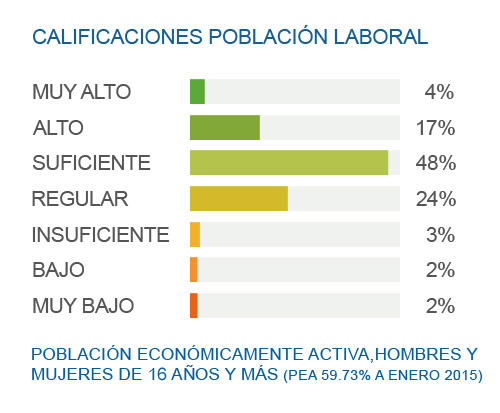 CALIFICACIONES POBLACIÓN LABORAL
MUY ALTO 4%
ALTO 17%
SUFICIENTE 48%
REGULAR 24%
INSUFICIENTE 3%
BAJO 2%
MUY BAJO 2%
POBLACIÓN ECONÓMICAMENTE ACTIVA,HOMBRES Y
MUJERES DE 16 AÑOS Y MÁS (PEA 59.73% A ENERO 2015)